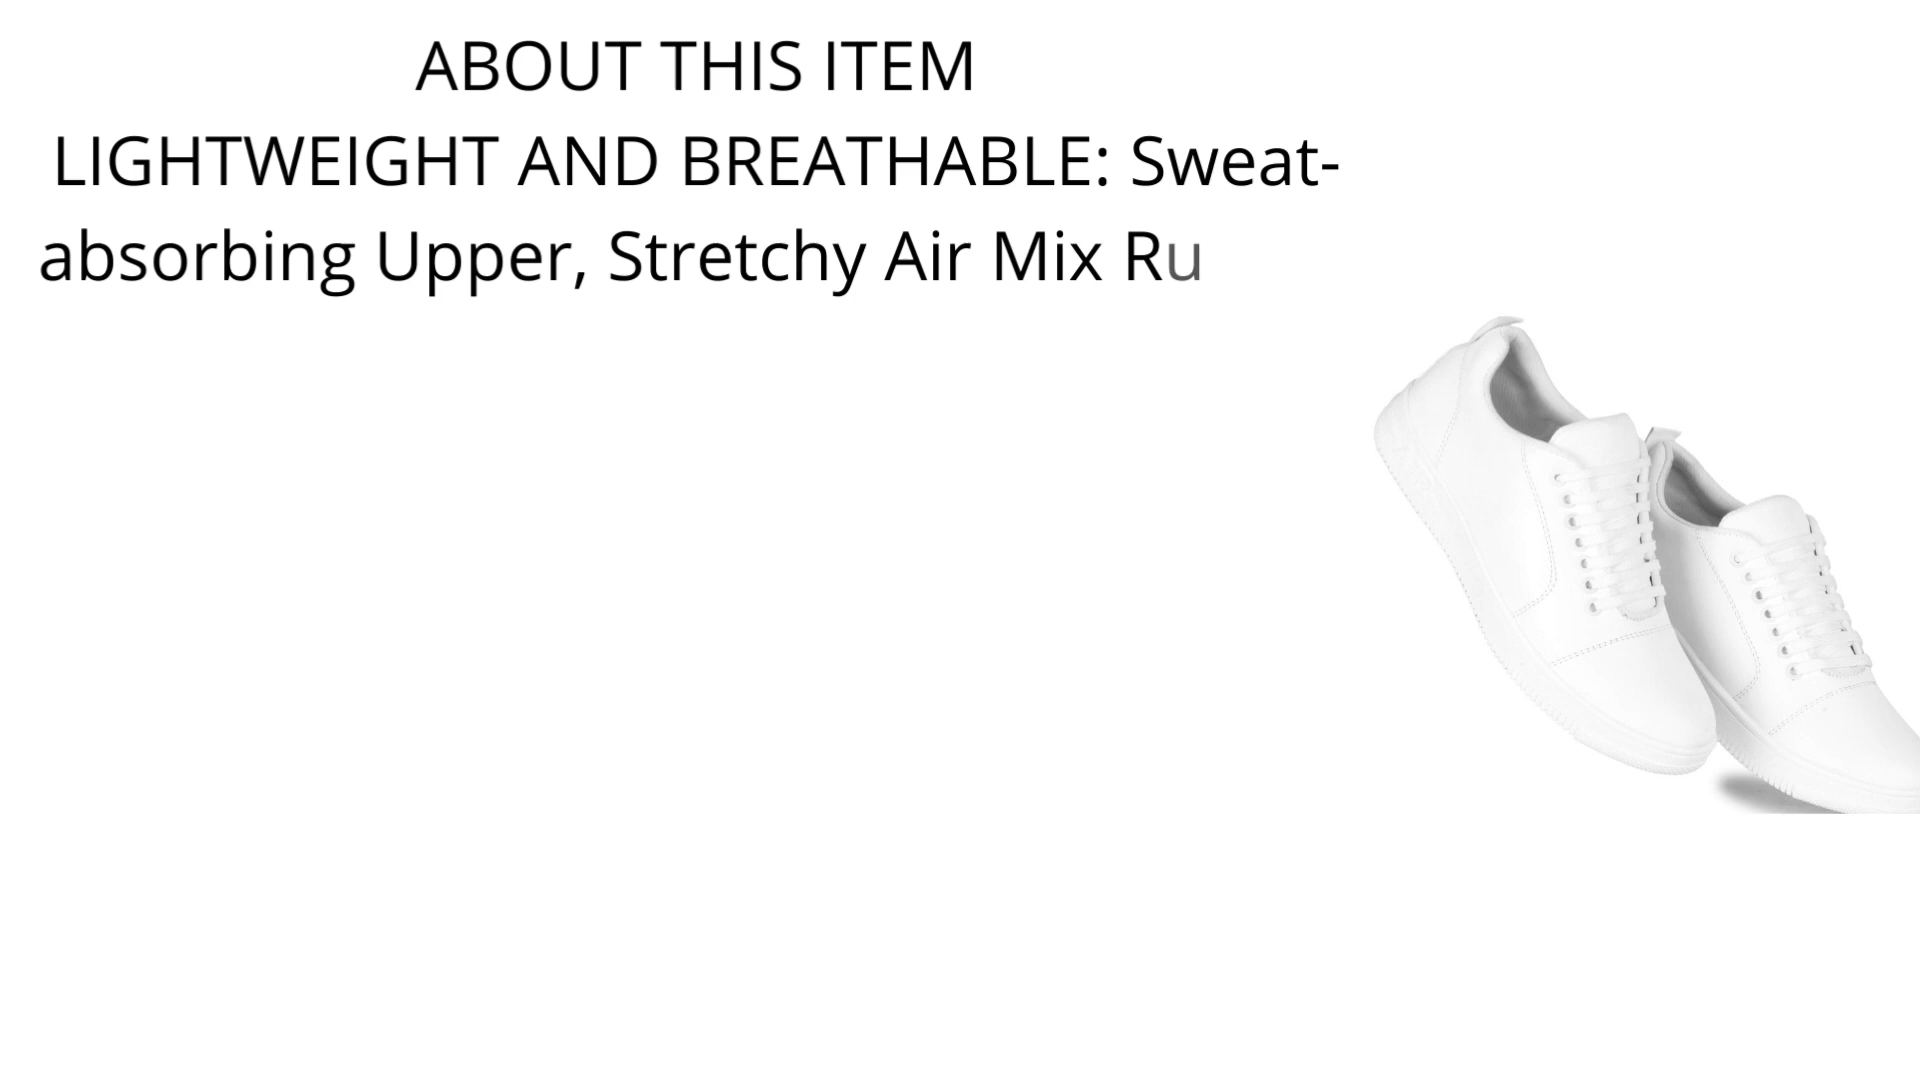 ABOUT THIS ITEM
LIGHTWEIGHT AND BREATHABLE: Sweat-
absorbing Upper, Stretchy Air Mix Ru